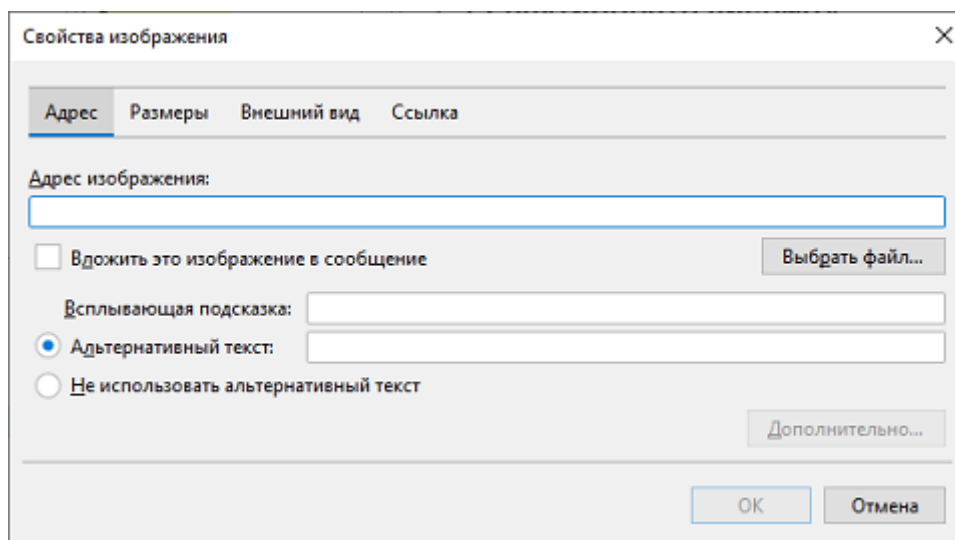 Свойства изображения
Адрес Размеры Внешний вид Ссылка
Адрес изображения:
Вложить это изображение в сообщение Выбрать файл...
Всплывающая подсказка:
Альтернативный текст:
Не использовать альтернативный текст
Дополнительно...
OK Отмена